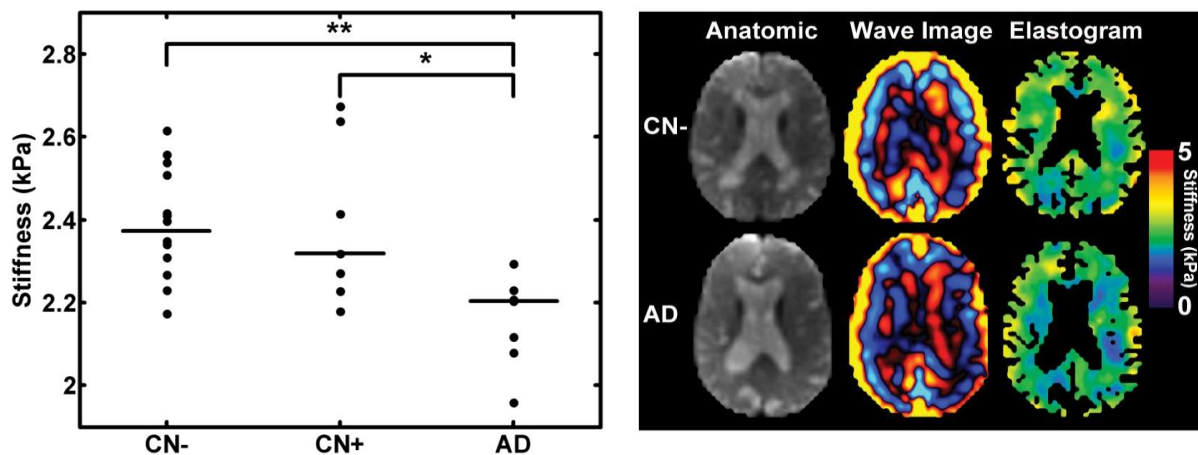 **
*
2.8
2.6
2.4
2.2
2
Stiffness (kPa)
CN-
CN+
AD
Anatomic
Wave Image
Elastogram
CN-
AD
5
Stiffness (kPa)
0